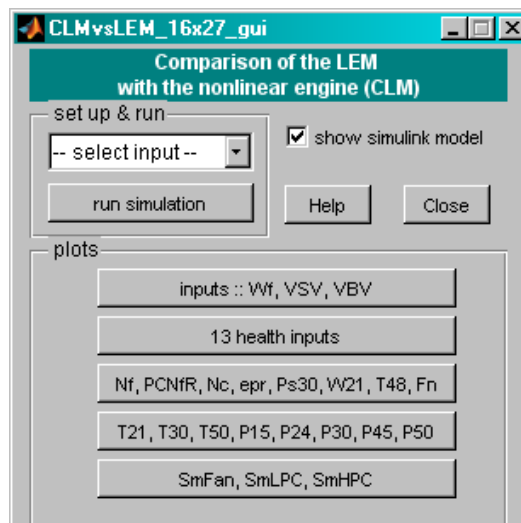 CLMvsLEM_16x27_gui
Comparison of the LEM
with the nonlinear engine (CLM)
set up & run
-- select input --
show simulink model
run simulation
Help
Close
plots
inputs :: Wf, VSV, VBV
13 health inputs
Nf, PCNfR, Nc, epr, Ps30, W21, T48, Fn
T21, T30, T50, P15, P24, P30, P45, P50
SmFan, SmLPC, SmHPC